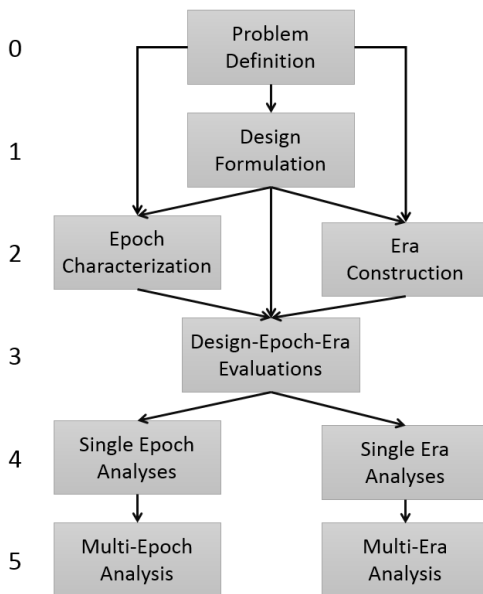 0
Problem
Definition
1
Design
Formulation
2
Epoch
Characterization
Era
Construction
3
Design-Epoch-Era
Evaluations
4
Single Epoch
Analyses
Single Era
Analyses
5
Multi-Epoch
Analysis
Multi-Era
Analysis